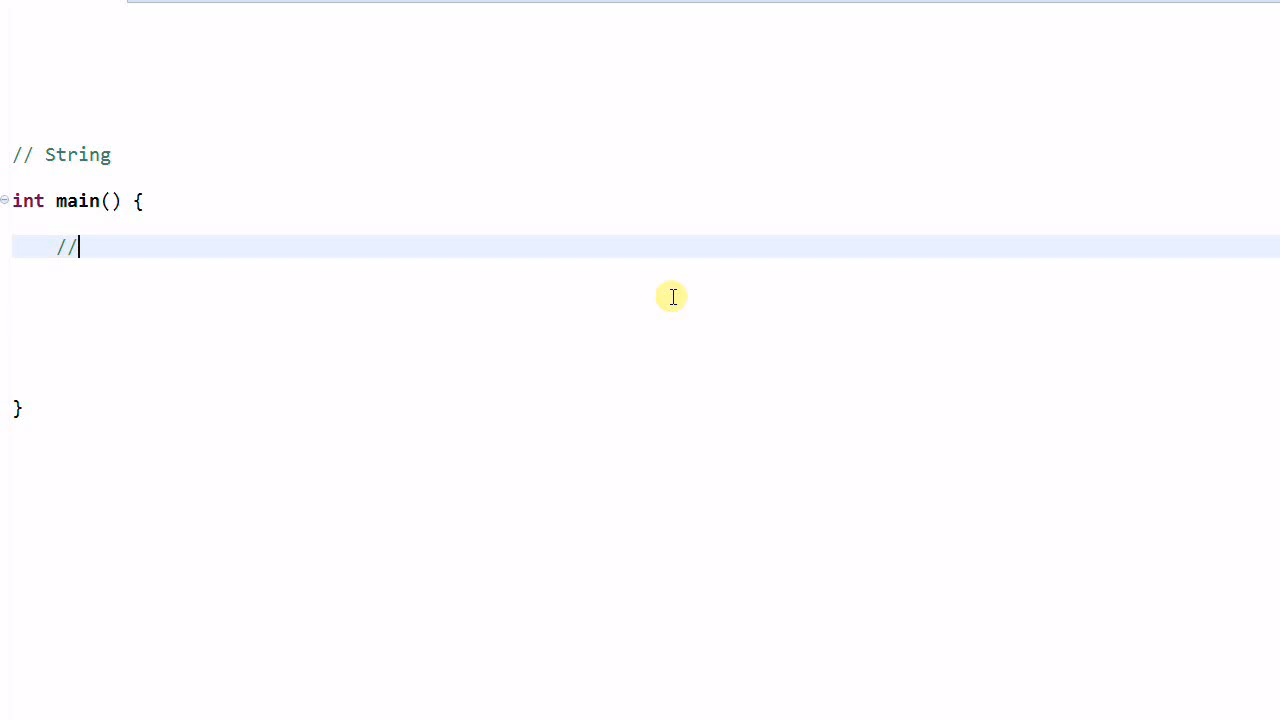 // String
int main() {
//
}